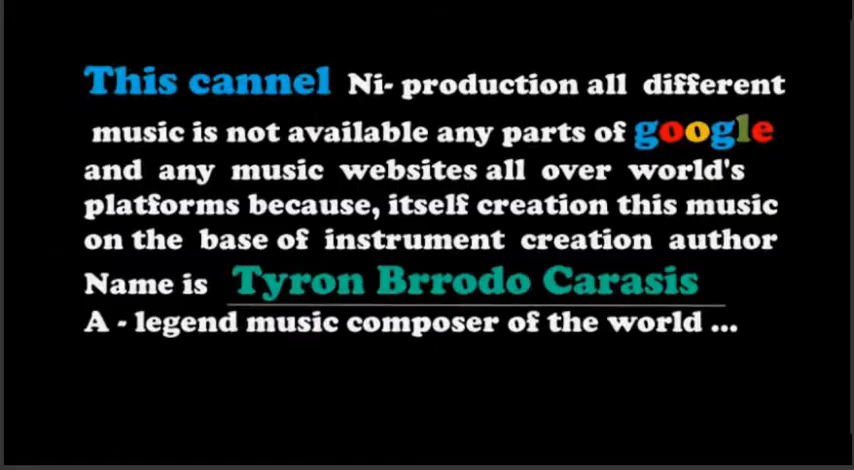 This cannel Ni- production all different
music is not available any parts of google
and any music websites all over world's
platforms because, itself creation this music
on the base of instrument creation author
Name is Tyron Brrodo Carasis
A - legend music composer of the world ...